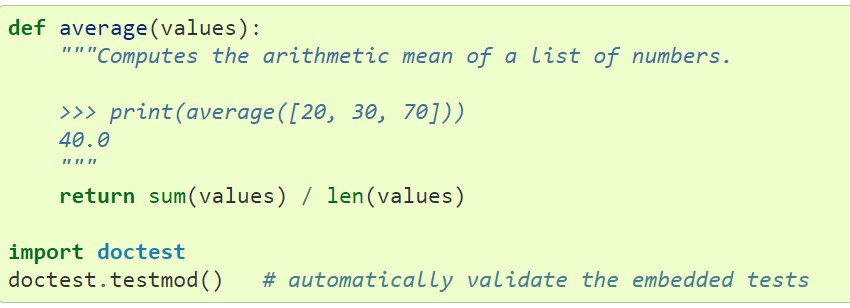 def average(values):
    """Computes the arithmetic mean of a list of numbers.

    >>> print(average([20, 30, 70]))
    40.0
    """
    return sum(values) / len(values)

import doctest
doctest.testmod()   # automatically validate the embedded tests